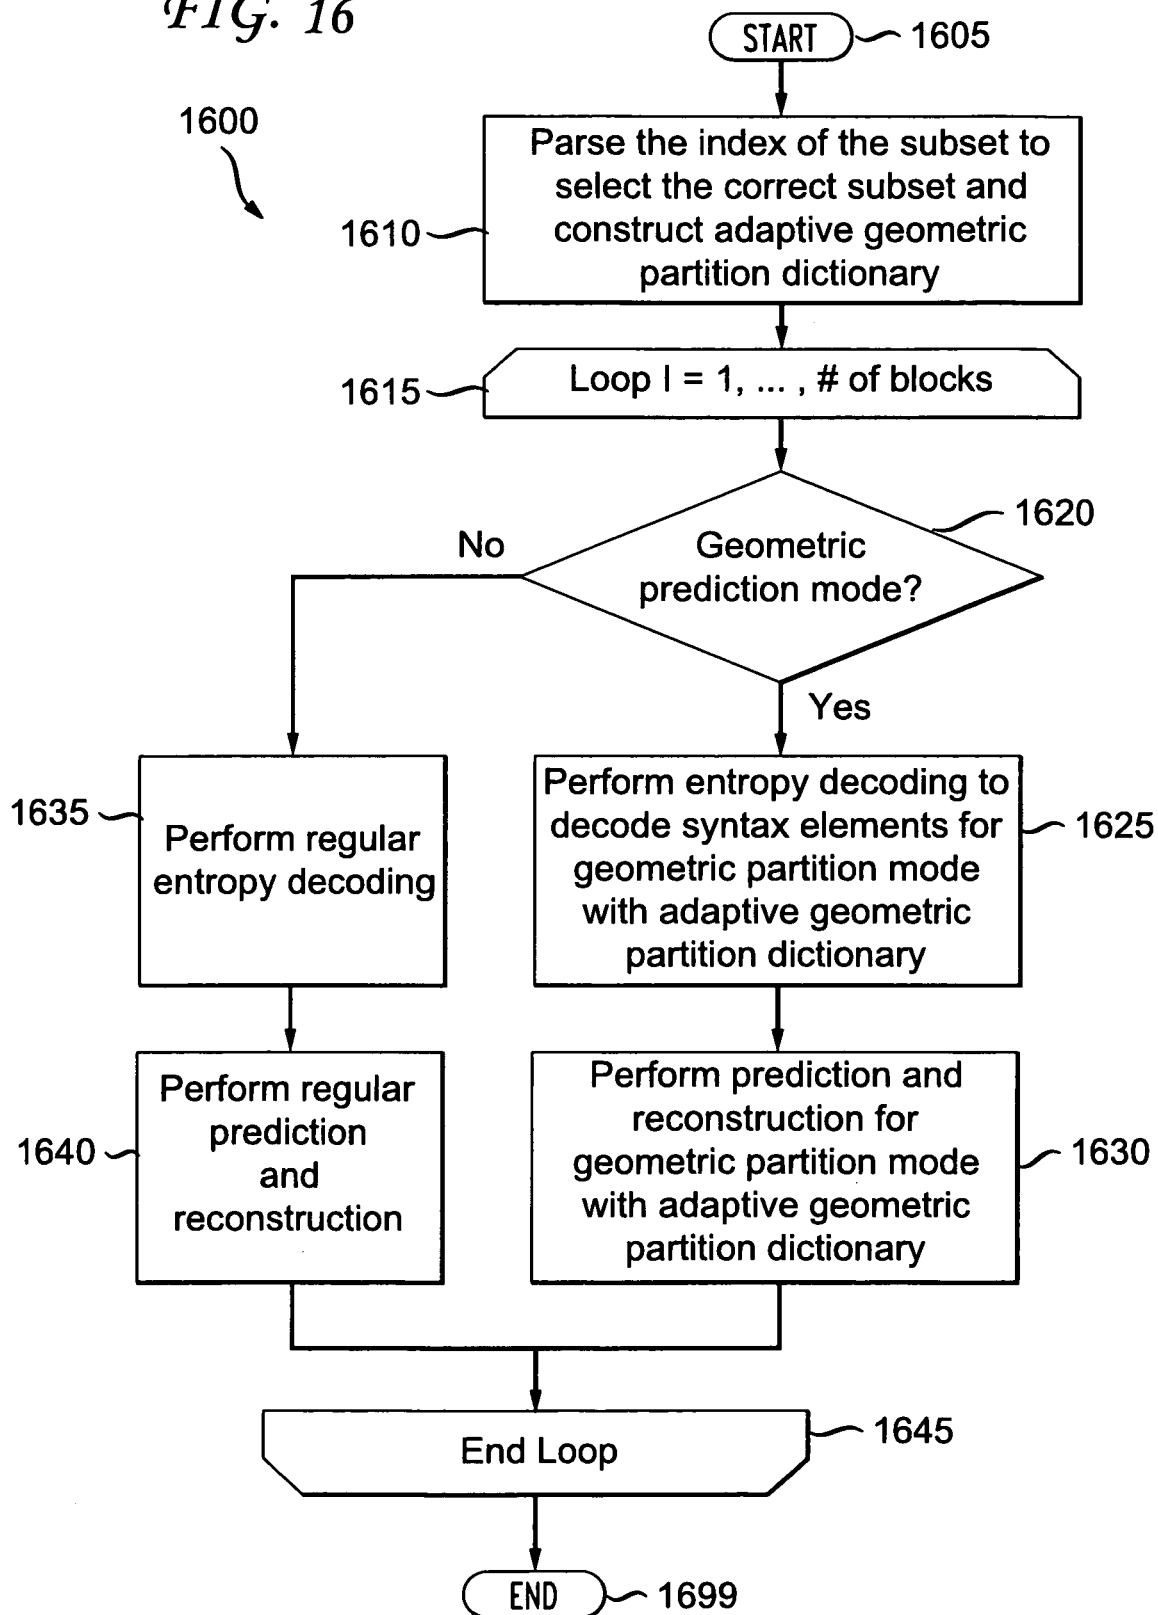 FIG. 16
START
1605
1600
Parse the index of the subset to
select the correct subset and
construct adaptive geometric
partition dictionary
1610
Loop I = 1, ... , # of blocks
1615
1620
Geometric
prediction mode?
No
Yes
1635
Perform regular
entropy decoding
Perform entropy decoding to
decode syntax elements for
geometric partition mode
with adaptive geometric
partition dictionary
1625
1640
Perform regular
prediction
and
reconstruction
Perform prediction and
reconstruction for
geometric partition mode
with adaptive geometric
partition dictionary
1630
End Loop
1645
END
1699